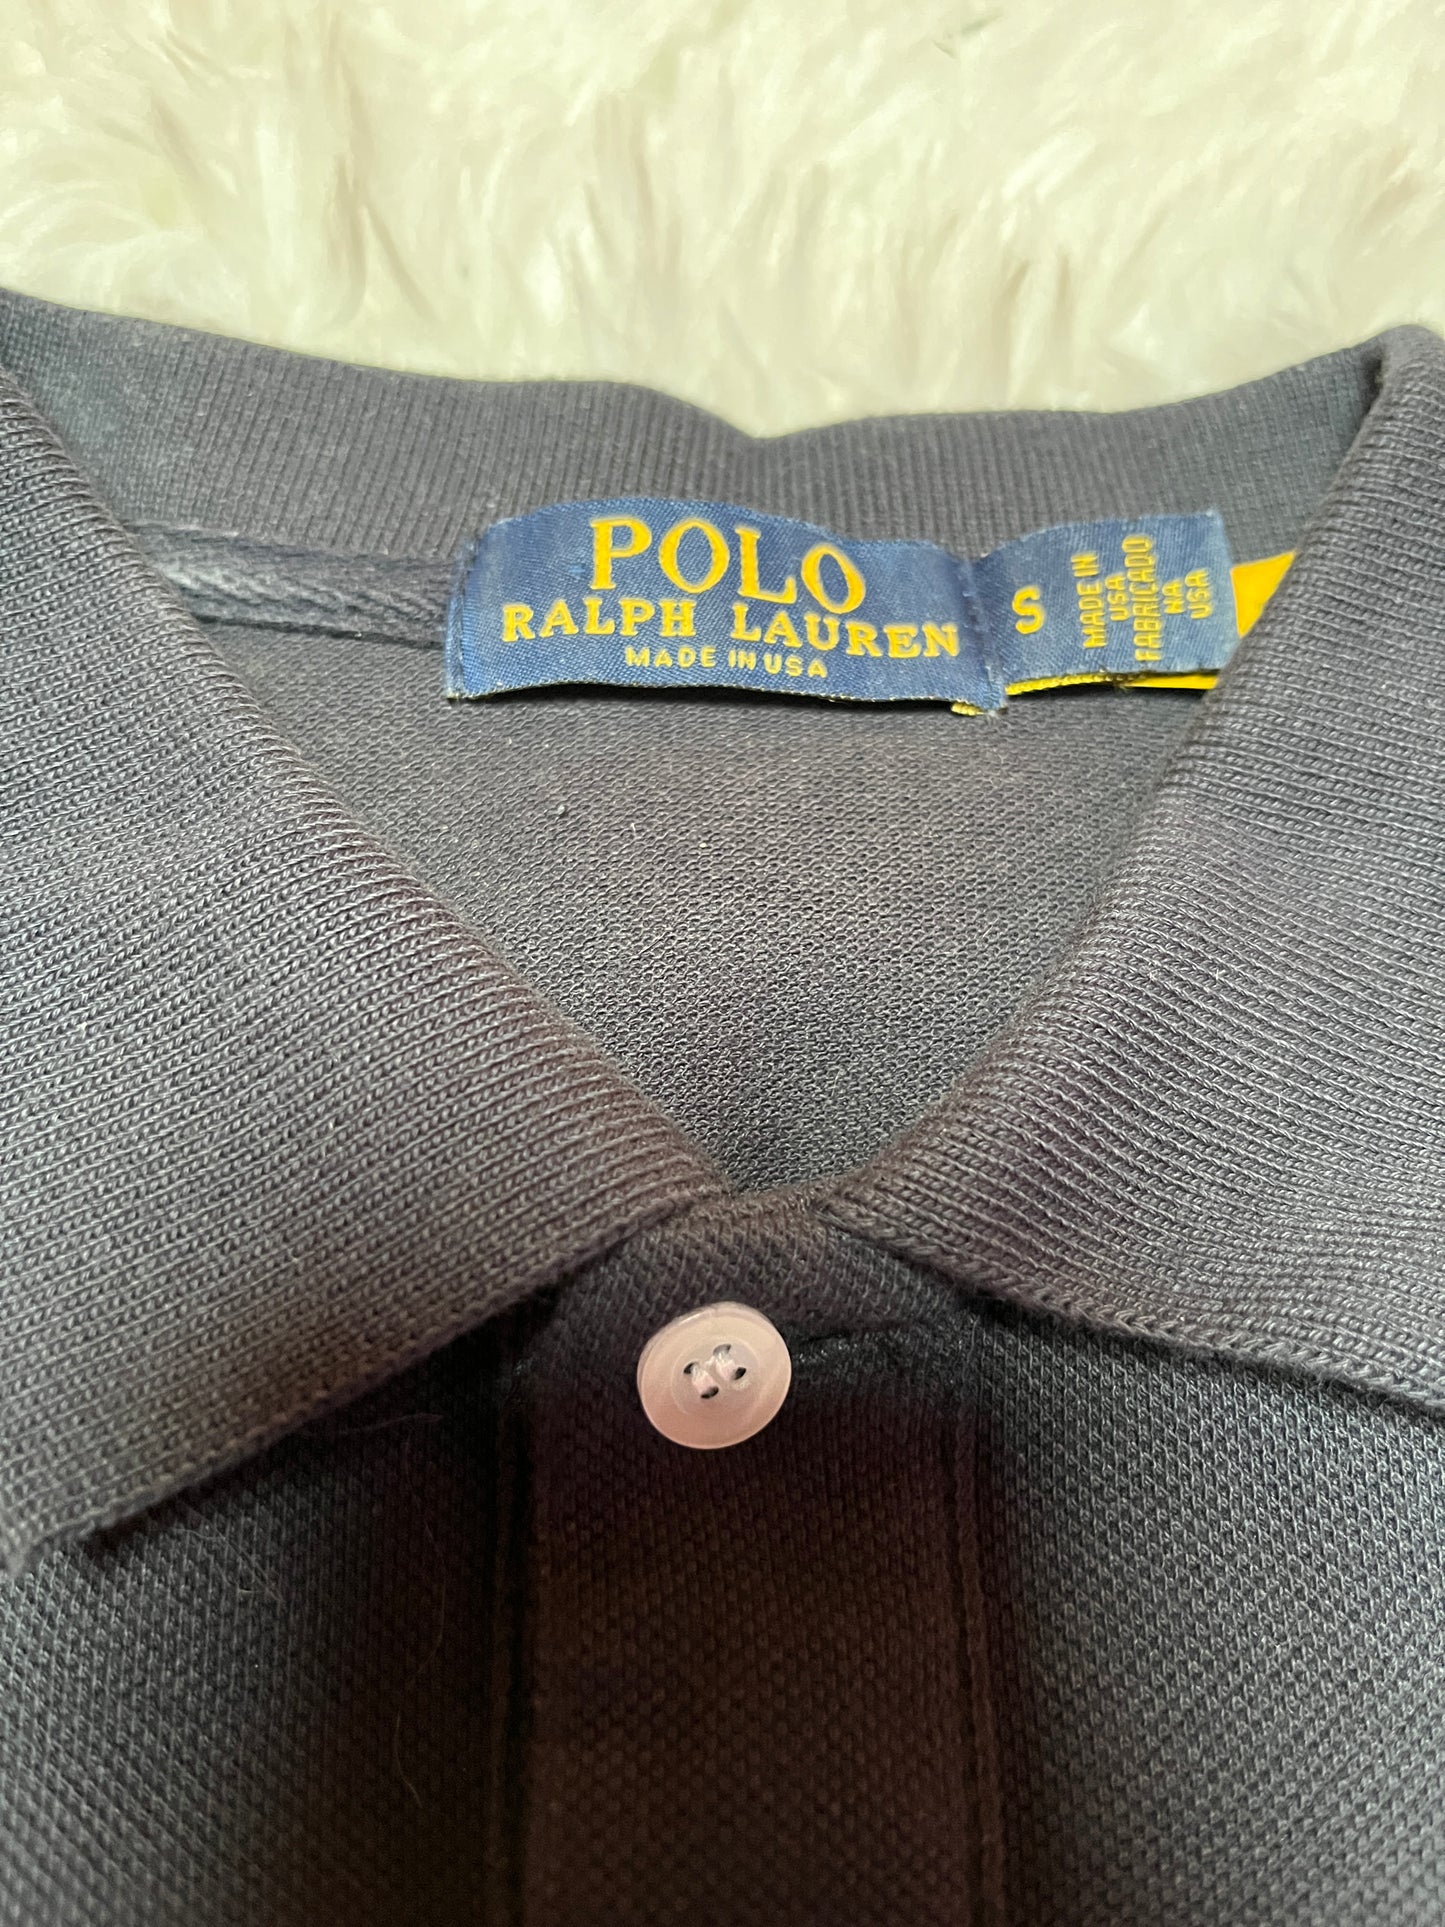 POLO
RALPH LAUREN
MADE IN USA
S
MADE IN
USA
FABRICADO
NA
USA